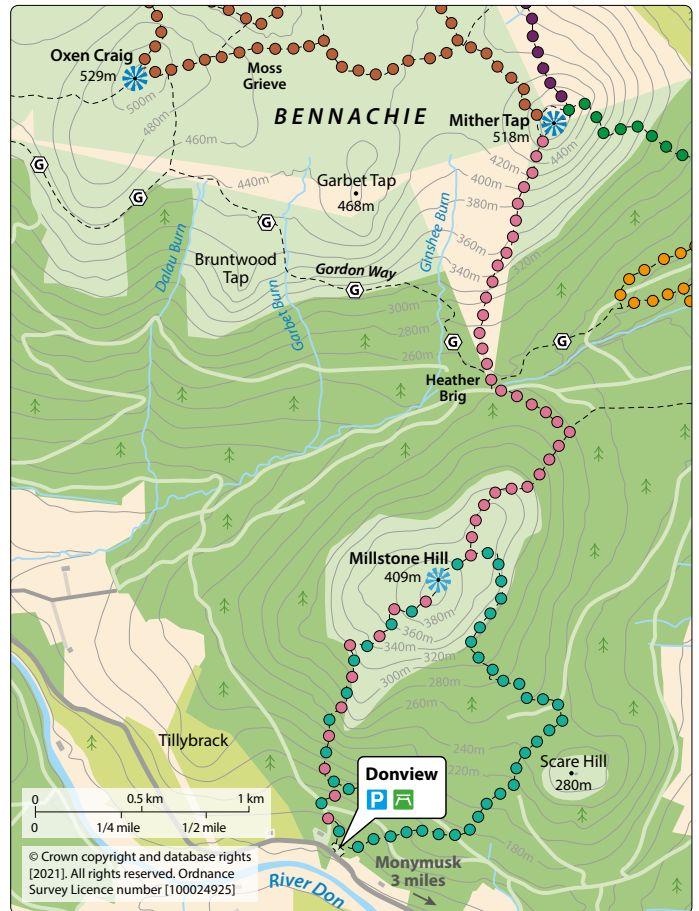 Oxen Craig
529m
Moss
Grieve
BENNACHIE
Mither Tap
518m
500m
480m
460m
440m
420m
440m
400m
380m
Garbet Tap
468m
G
G
G
Dalau Burn
Bruntwood
Tap
Garbet Burn
Gordon Way
G
Ginshee Burn
360m
340m
320m
300m
280m
260m
G
G
Heather
Brig
Millstone Hill
409m
380m
360m
340m
320m
300m
280m
260m
240m
220m
Tillybrack
Scare Hill
280m
Donview
P
180m
0 0.5 km 1 km
0 1/4 mile 1/2 mile
© Crown copyright and database rights
[2021]. All rights reserved. Ordnance
Survey Licence number [100024925]
River Don
Monymusk
3 miles